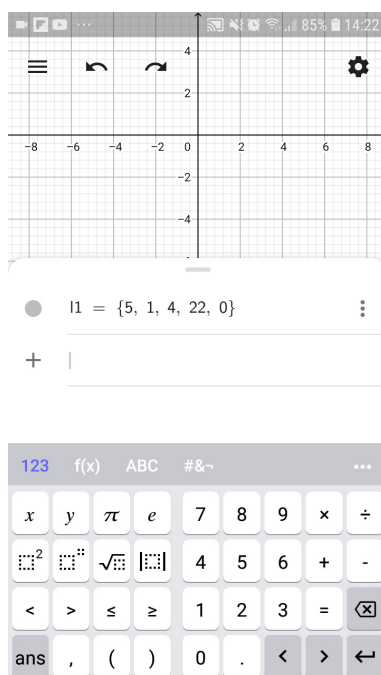 85% 14:22
4
2
-8 -6 -4 -2 0 2 4 6 8
-2
-4
l1 = {5, 1, 4, 22, 0}
+
123 f(x) ABC #&¬ ...
x y π e 7 8 9 × ÷
2 √ 4 5 6 + -
< > ≤ ≥ 1 2 3 =
ans , ( ) 0 . < >